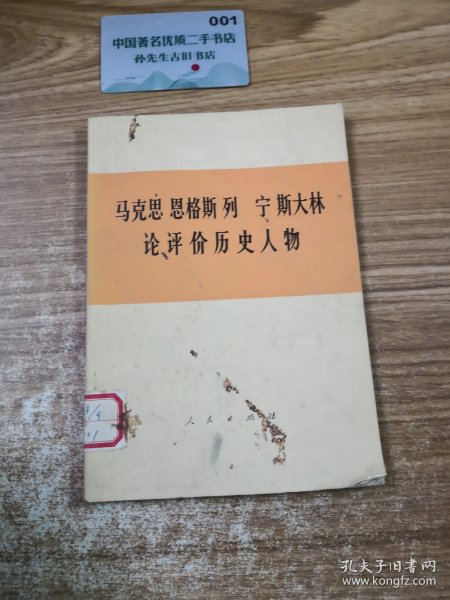 001
中国著名优质二手书店
孙先生古旧书店
马克思 恩格斯 列 宁 斯大林
论评价历史人物
人民出版社
孔夫子旧书网
www.kongfz.com